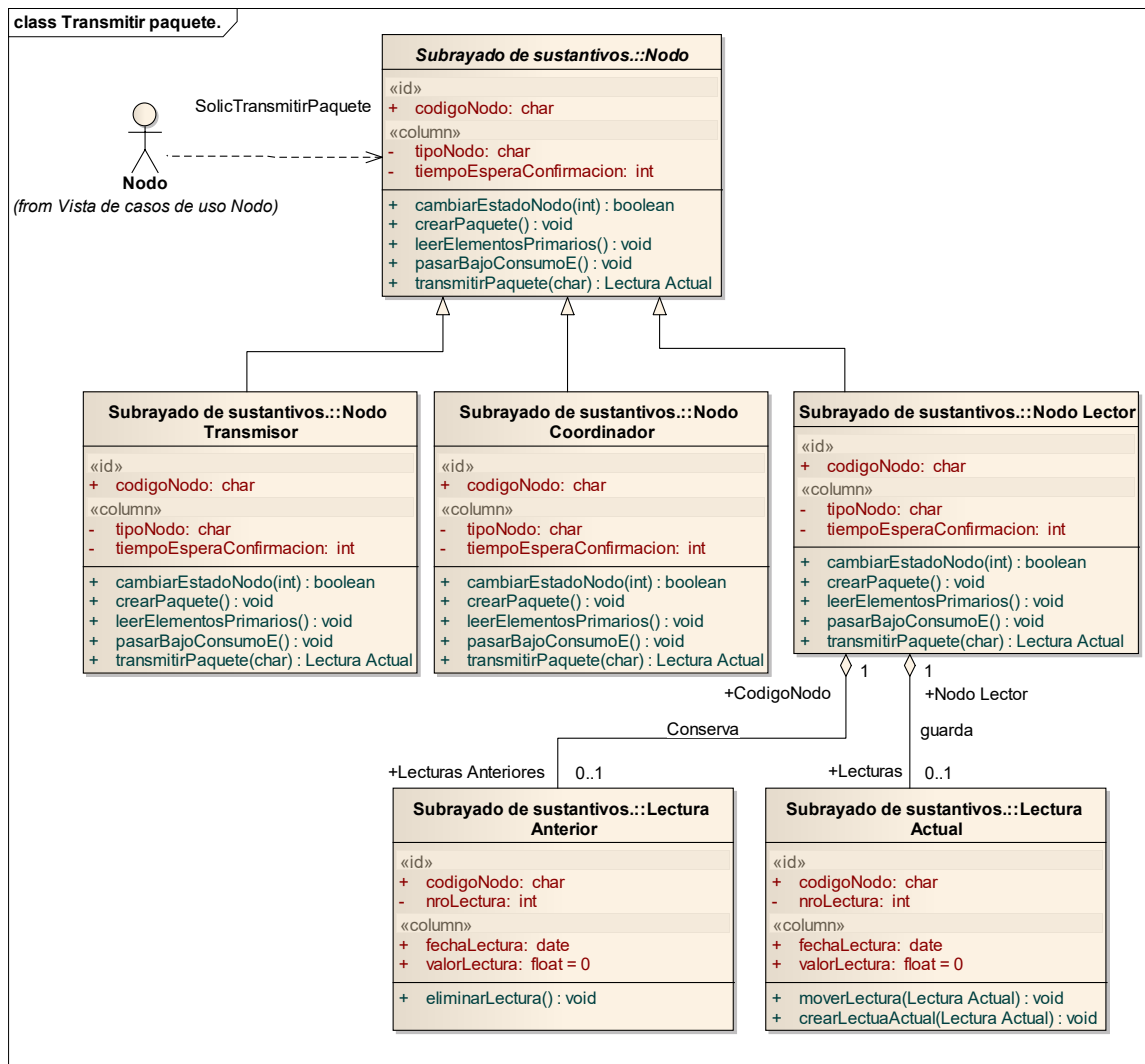 class Transmitir paquete.
Subrayado de sustantivos.::Nodo
«id»
+ codigoNodo: char
«column»
- tipoNodo: char
- tiempoEsperaConfirmacion: int
+ cambiarEstadoNodo(int) : boolean
+ crearPaquete() : void
+ leerElementosPrimarios() : void
+ pasarBajoConsumoE() : void
+ transmitirPaquete(char) : Lectura Actual
SolicTransmitirPaquete
Nodo
(from Vista de casos de uso Nodo)
Subrayado de sustantivos.::Nodo
Transmisor
«id»
+ codigoNodo: char
«column»
- tipoNodo: char
- tiempoEsperaConfirmacion: int
+ cambiarEstadoNodo(int) : boolean
+ crearPaquete() : void
+ leerElementosPrimarios() : void
+ pasarBajoConsumoE() : void
+ transmitirPaquete(char) : Lectura Actual
Subrayado de sustantivos.::Nodo
Coordinador
«id»
+ codigoNodo: char
«column»
- tipoNodo: char
- tiempoEsperaConfirmacion: int
+ cambiarEstadoNodo(int) : boolean
+ crearPaquete() : void
+ leerElementosPrimarios() : void
+ pasarBajoConsumoE() : void
+ transmitirPaquete(char) : Lectura Actual
Subrayado de sustantivos.::Nodo Lector
«id»
+ codigoNodo: char
«column»
- tipoNodo: char
- tiempoEsperaConfirmacion: int
+ cambiarEstadoNodo(int) : boolean
+ crearPaquete() : void
+ leerElementosPrimarios() : void
+ pasarBajoConsumoE() : void
+ transmitirPaquete(char) : Lectura Actual
+CodigoNodo
1
1
+Nodo Lector
Conserva
guarda
+Lecturas Anteriores
0..1
+Lecturas
0..1
Subrayado de sustantivos.::Lectura
Anterior
«id»
+ codigoNodo: char
- nroLectura: int
«column»
+ fechaLectura: date
+ valorLectura: float = 0
+ eliminarLectura() : void
Subrayado de sustantivos.::Lectura
Actual
«id»
+ codigoNodo: char
- nroLectura: int
«column»
+ fechaLectura: date
+ valorLectura: float = 0
+ moverLectura(Lectura Actual) : void
+ crearLectuaActual(Lectura Actual) : void